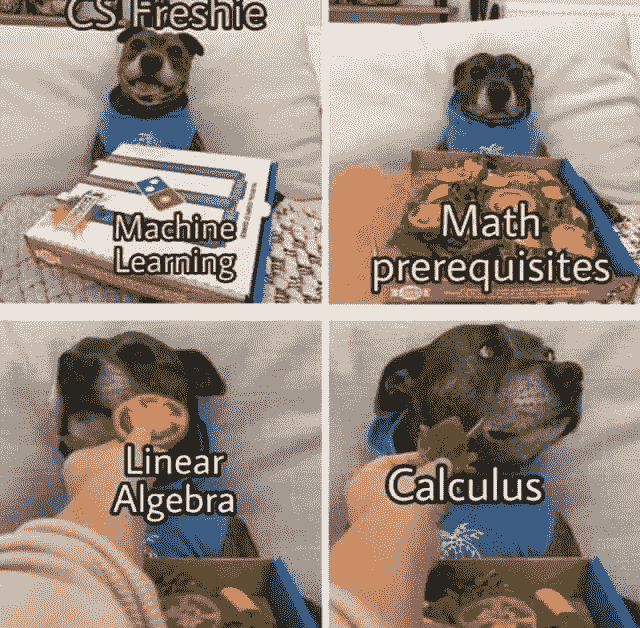 CS Freshie
Machine
Learning
Math
prerequisites
Linear
Algebra
Calculus